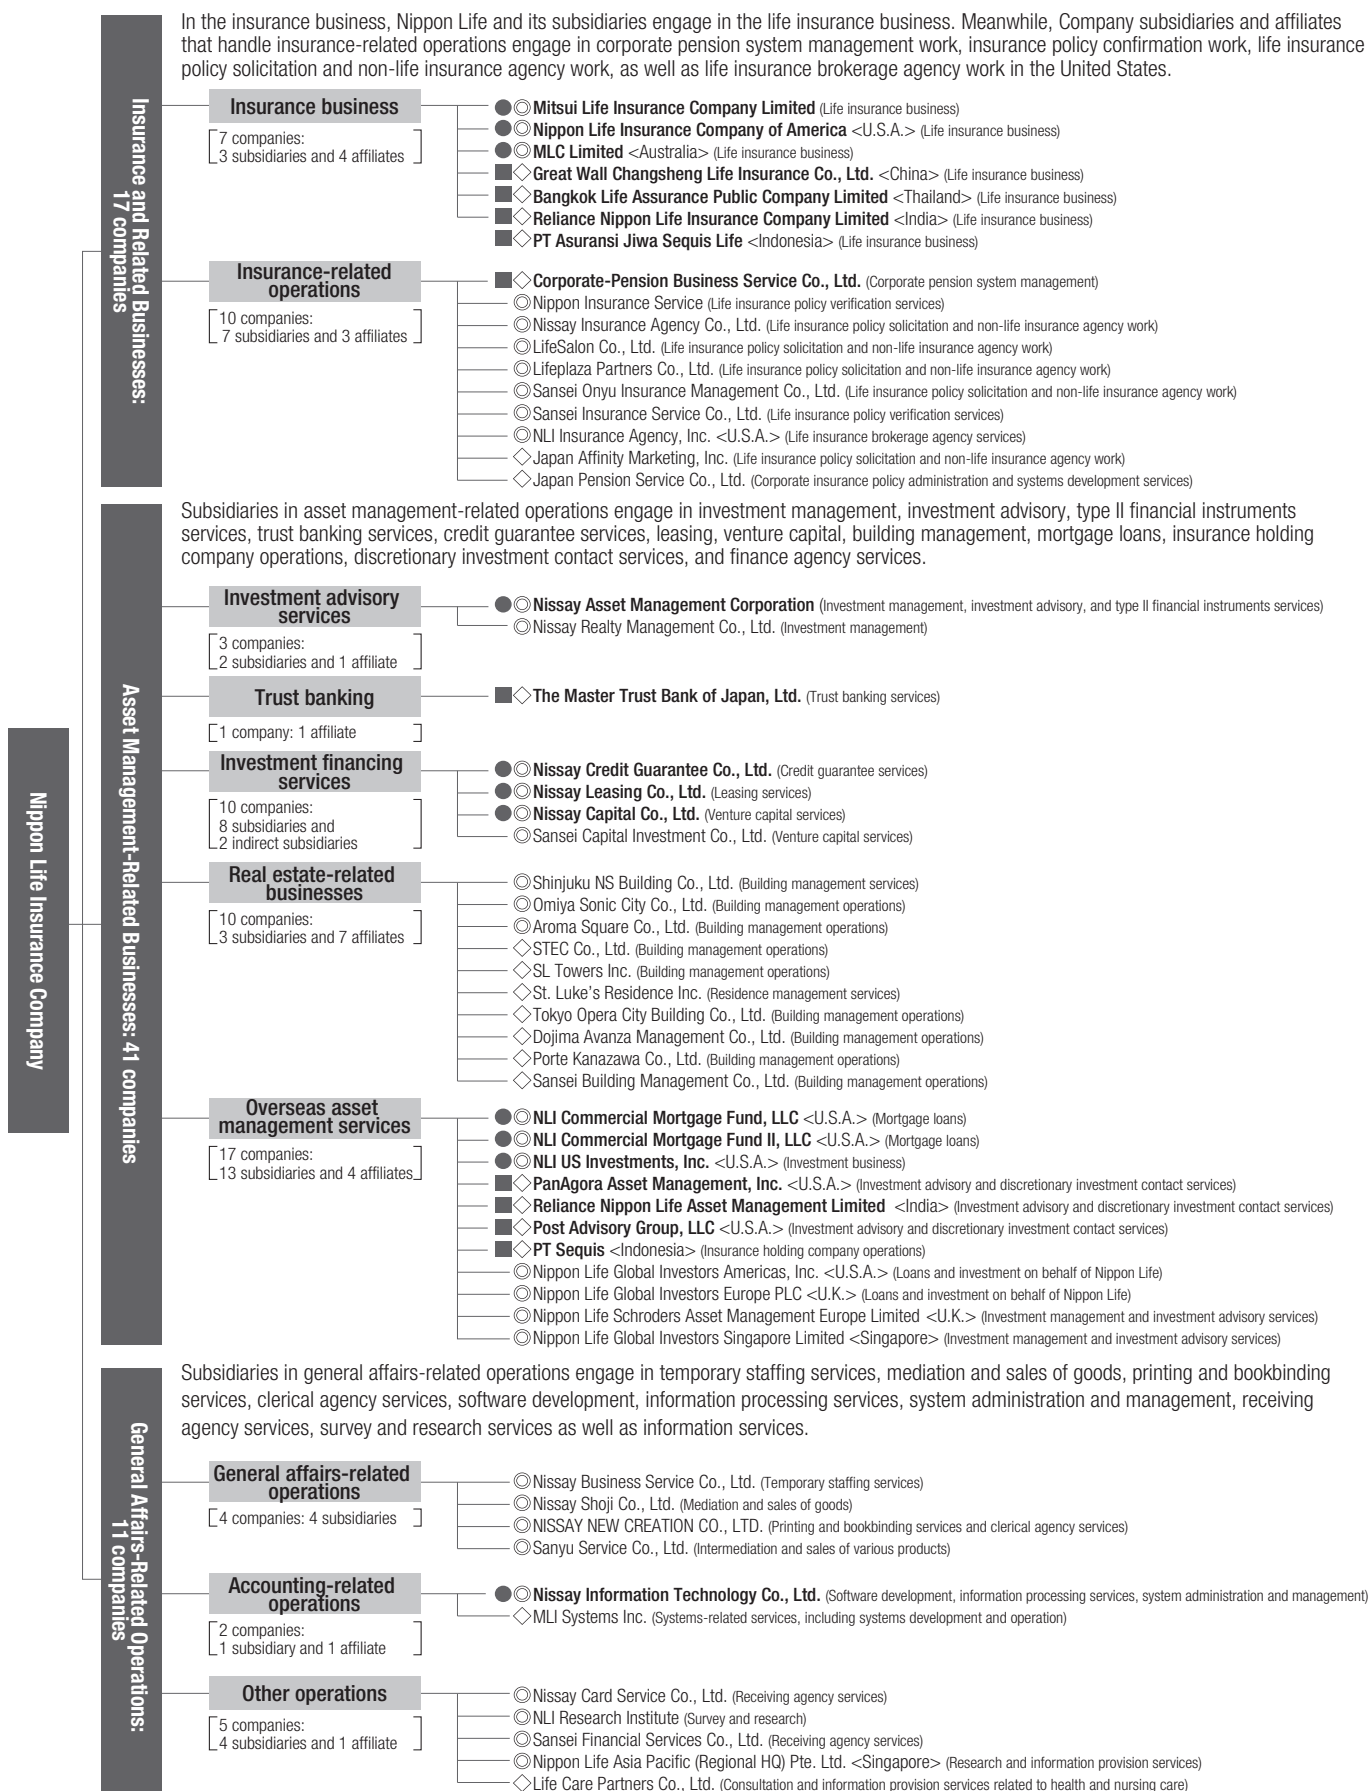 In the insurance business, Nippon Life and its subsidiaries engage in the life insurance business. Meanwhile, Company subsidiaries and affiliates
that handle insurance-related operations engage in corporate pension system management work, insurance policy confirmation work, life insurance
policy solicitation and non-life insurance agency work, as well as life insurance brokerage agency work in the United States.
Nippon Life Insurance Company
Insurance and Related Businesses:
17 companies
Insurance business
7 companies:
3 subsidiaries and 4 affiliates
●◎Mitsui Life Insurance Company Limited (Life insurance business)
●◎Nippon Life Insurance Company of America <U.S.A.> (Life insurance business)
●◎MLC Limited <Australia> (Life insurance business)
■◇Great Wall Changsheng Life Insurance Co., Ltd. <China> (Life insurance business)
■◇Bangkok Life Assurance Public Company Limited <Thailand> (Life insurance business)
■◇Reliance Nippon Life Insurance Company Limited <India> (Life insurance business)
■◇PT Asuransi Jiwa Sequis Life <Indonesia> (Life insurance business)
Insurance-related
operations
10 companies:
7 subsidiaries and 3 affiliates
■◇Corporate-Pension Business Service Co., Ltd. (Corporate pension system management)
◎Nippon Insurance Service (Life insurance policy verification services)
◎Nissay Insurance Agency Co., Ltd. (Life insurance policy solicitation and non-life insurance agency work)
◎LifeSalon Co., Ltd. (Life insurance policy solicitation and non-life insurance agency work)
◎Lifeplaza Partners Co., Ltd. (Life insurance policy solicitation and non-life insurance agency work)
◎Sansei Onyu Insurance Management Co., Ltd. (Life insurance policy solicitation and non-life insurance agency work)
◎Sansei Insurance Service Co., Ltd. (Life insurance policy verification services)
◎NLI Insurance Agency, Inc. <U.S.A.> (Life insurance brokerage agency services)
◇Japan Affinity Marketing, Inc. (Life insurance policy solicitation and non-life insurance agency work)
◇Japan Pension Service Co., Ltd. (Corporate insurance policy administration and systems development services)
Asset Management-Related Businesses: 41 companies
Subsidiaries in asset management-related operations engage in investment management, investment advisory, type II financial instruments
services, trust banking services, credit guarantee services, leasing, venture capital, building management, mortgage loans, insurance holding
company operations, discretionary investment contact services, and finance agency services.
Investment advisory
services
3 companies:
2 subsidiaries and 1 affiliate
●◎Nissay Asset Management Corporation (Investment management, investment advisory, and type II financial instruments services)
◎Nissay Realty Management Co., Ltd. (Investment management)
Trust banking
1 company: 1 affiliate
■◇The Master Trust Bank of Japan, Ltd. (Trust banking services)
Investment financing
services
10 companies:
8 subsidiaries and
2 indirect subsidiaries
●◎Nissay Credit Guarantee Co., Ltd. (Credit guarantee services)
●◎Nissay Leasing Co., Ltd. (Leasing services)
●◎Nissay Capital Co., Ltd. (Venture capital services)
◎Sansei Capital Investment Co., Ltd. (Venture capital services)
Real estate-related
businesses
10 companies:
3 subsidiaries and 7 affiliates
◎Shinjuku NS Building Co., Ltd. (Building management services)
◎Omiya Sonic City Co., Ltd. (Building management operations)
◎Aroma Square Co., Ltd. (Building management operations)
◇STEC Co., Ltd. (Building management operations)
◇SL Towers Inc. (Building management operations)
◇St. Luke's Residence Inc. (Residence management services)
◇Tokyo Opera City Building Co., Ltd. (Building management operations)
◇Dojima Avanza Management Co., Ltd. (Building management operations)
◇Porte Kanazawa Co., Ltd. (Building management operations)
◇Sansei Building Management Co., Ltd. (Building management operations)
Overseas asset
management services
17 companies:
13 subsidiaries and 4 affiliates
●◎NLI Commercial Mortgage Fund, LLC <U.S.A.> (Mortgage loans)
●◎NLI Commercial Mortgage Fund II, LLC <U.S.A.> (Mortgage loans)
●◎NLI US Investments, Inc. <U.S.A.> (Investment business)
■◇PanAgora Asset Management, Inc. <U.S.A.> (Investment advisory and discretionary investment contact services)
■◇Reliance Nippon Life Asset Management Limited <India> (Investment advisory and discretionary investment contact services)
■◇Post Advisory Group, LLC <U.S.A.> (Investment advisory and discretionary investment contact services)
■◇PT Sequis <Indonesia> (Insurance holding company operations)
◎Nippon Life Global Investors Americas, Inc. <U.S.A.> (Loans and investment on behalf of Nippon Life)
◎Nippon Life Global Investors Europe PLC <U.K.> (Loans and investment on behalf of Nippon Life)
◎Nippon Life Schroders Asset Management Europe Limited <U.K.> (Investment management and investment advisory services)
◎Nippon Life Global Investors Singapore Limited <Singapore> (Investment management and investment advisory services)
General Affairs-Related Operations:
11 companies
Subsidiaries in general affairs-related operations engage in temporary staffing services, mediation and sales of goods, printing and bookbinding
services, clerical agency services, software development, information processing services, system administration and management, receiving
agency services, survey and research services as well as information services.
General affairs-related
operations
4 companies: 4 subsidiaries
◎Nissay Business Service Co., Ltd. (Temporary staffing services)
◎Nissay Shoji Co., Ltd. (Mediation and sales of goods)
◎NISSAY NEW CREATION CO., LTD. (Printing and bookbinding services and clerical agency services)
◎Sanyu Service Co., Ltd. (Intermediation and sales of various products)
Accounting-related
operations
2 companies:
1 subsidiary and 1 affiliate
●◎Nissay Information Technology Co., Ltd. (Software development, information processing services, system administration and management)
◇MLI Systems Inc. (Systems-related services, including systems development and operation)
Other operations
5 companies:
4 subsidiaries and 1 affiliate
◎Nissay Card Service Co., Ltd. (Receiving agency services)
◎NLI Research Institute (Survey and research)
◎Sansei Financial Services Co., Ltd. (Receiving agency services)
◎Nippon Life Asia Pacific (Regional HQ) Pte. Ltd. <Singapore> (Research and information provision services)
◇Life Care Partners Co., Ltd. (Consultation and information provision services related to health and nursing care)